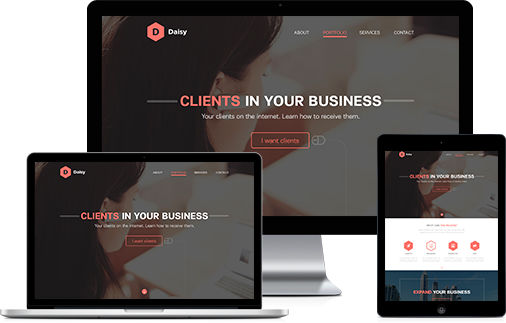 D Daisy
ABOUT PORTFOLIO SERVICES CONTACT
CLIENTS IN YOUR BUSINESS
Your clients on the internet. Learn how to receive them.
I want clients
D Daisy
ABOUT PORTFOLIO SERVICES CONTACT
CLIENTS IN YOUR BUSINESS
Your clients on the internet. Learn how to receive them.
I want clients
Daisy
CLIENTS IN YOUR BUSINESS
EXPAND YOUR BUSINESS